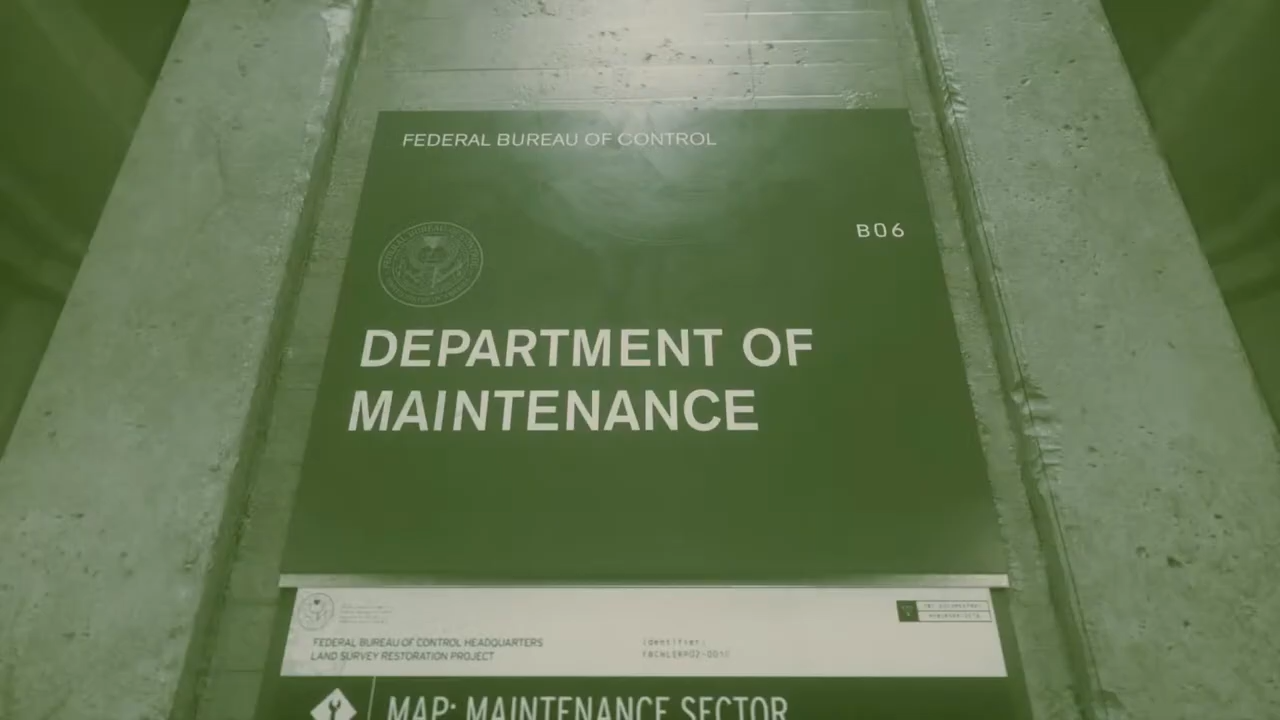 FEDERAL BUREAU OF CONTROL
B06
DEPARTMENT OF
MAINTENANCE
FEDERAL BUREAU OF CONTROL HEADQUARTERS
LAND SURVEY RESTORATION PROJECT
identifier:
MAP: MAINTENANCE SECTOR